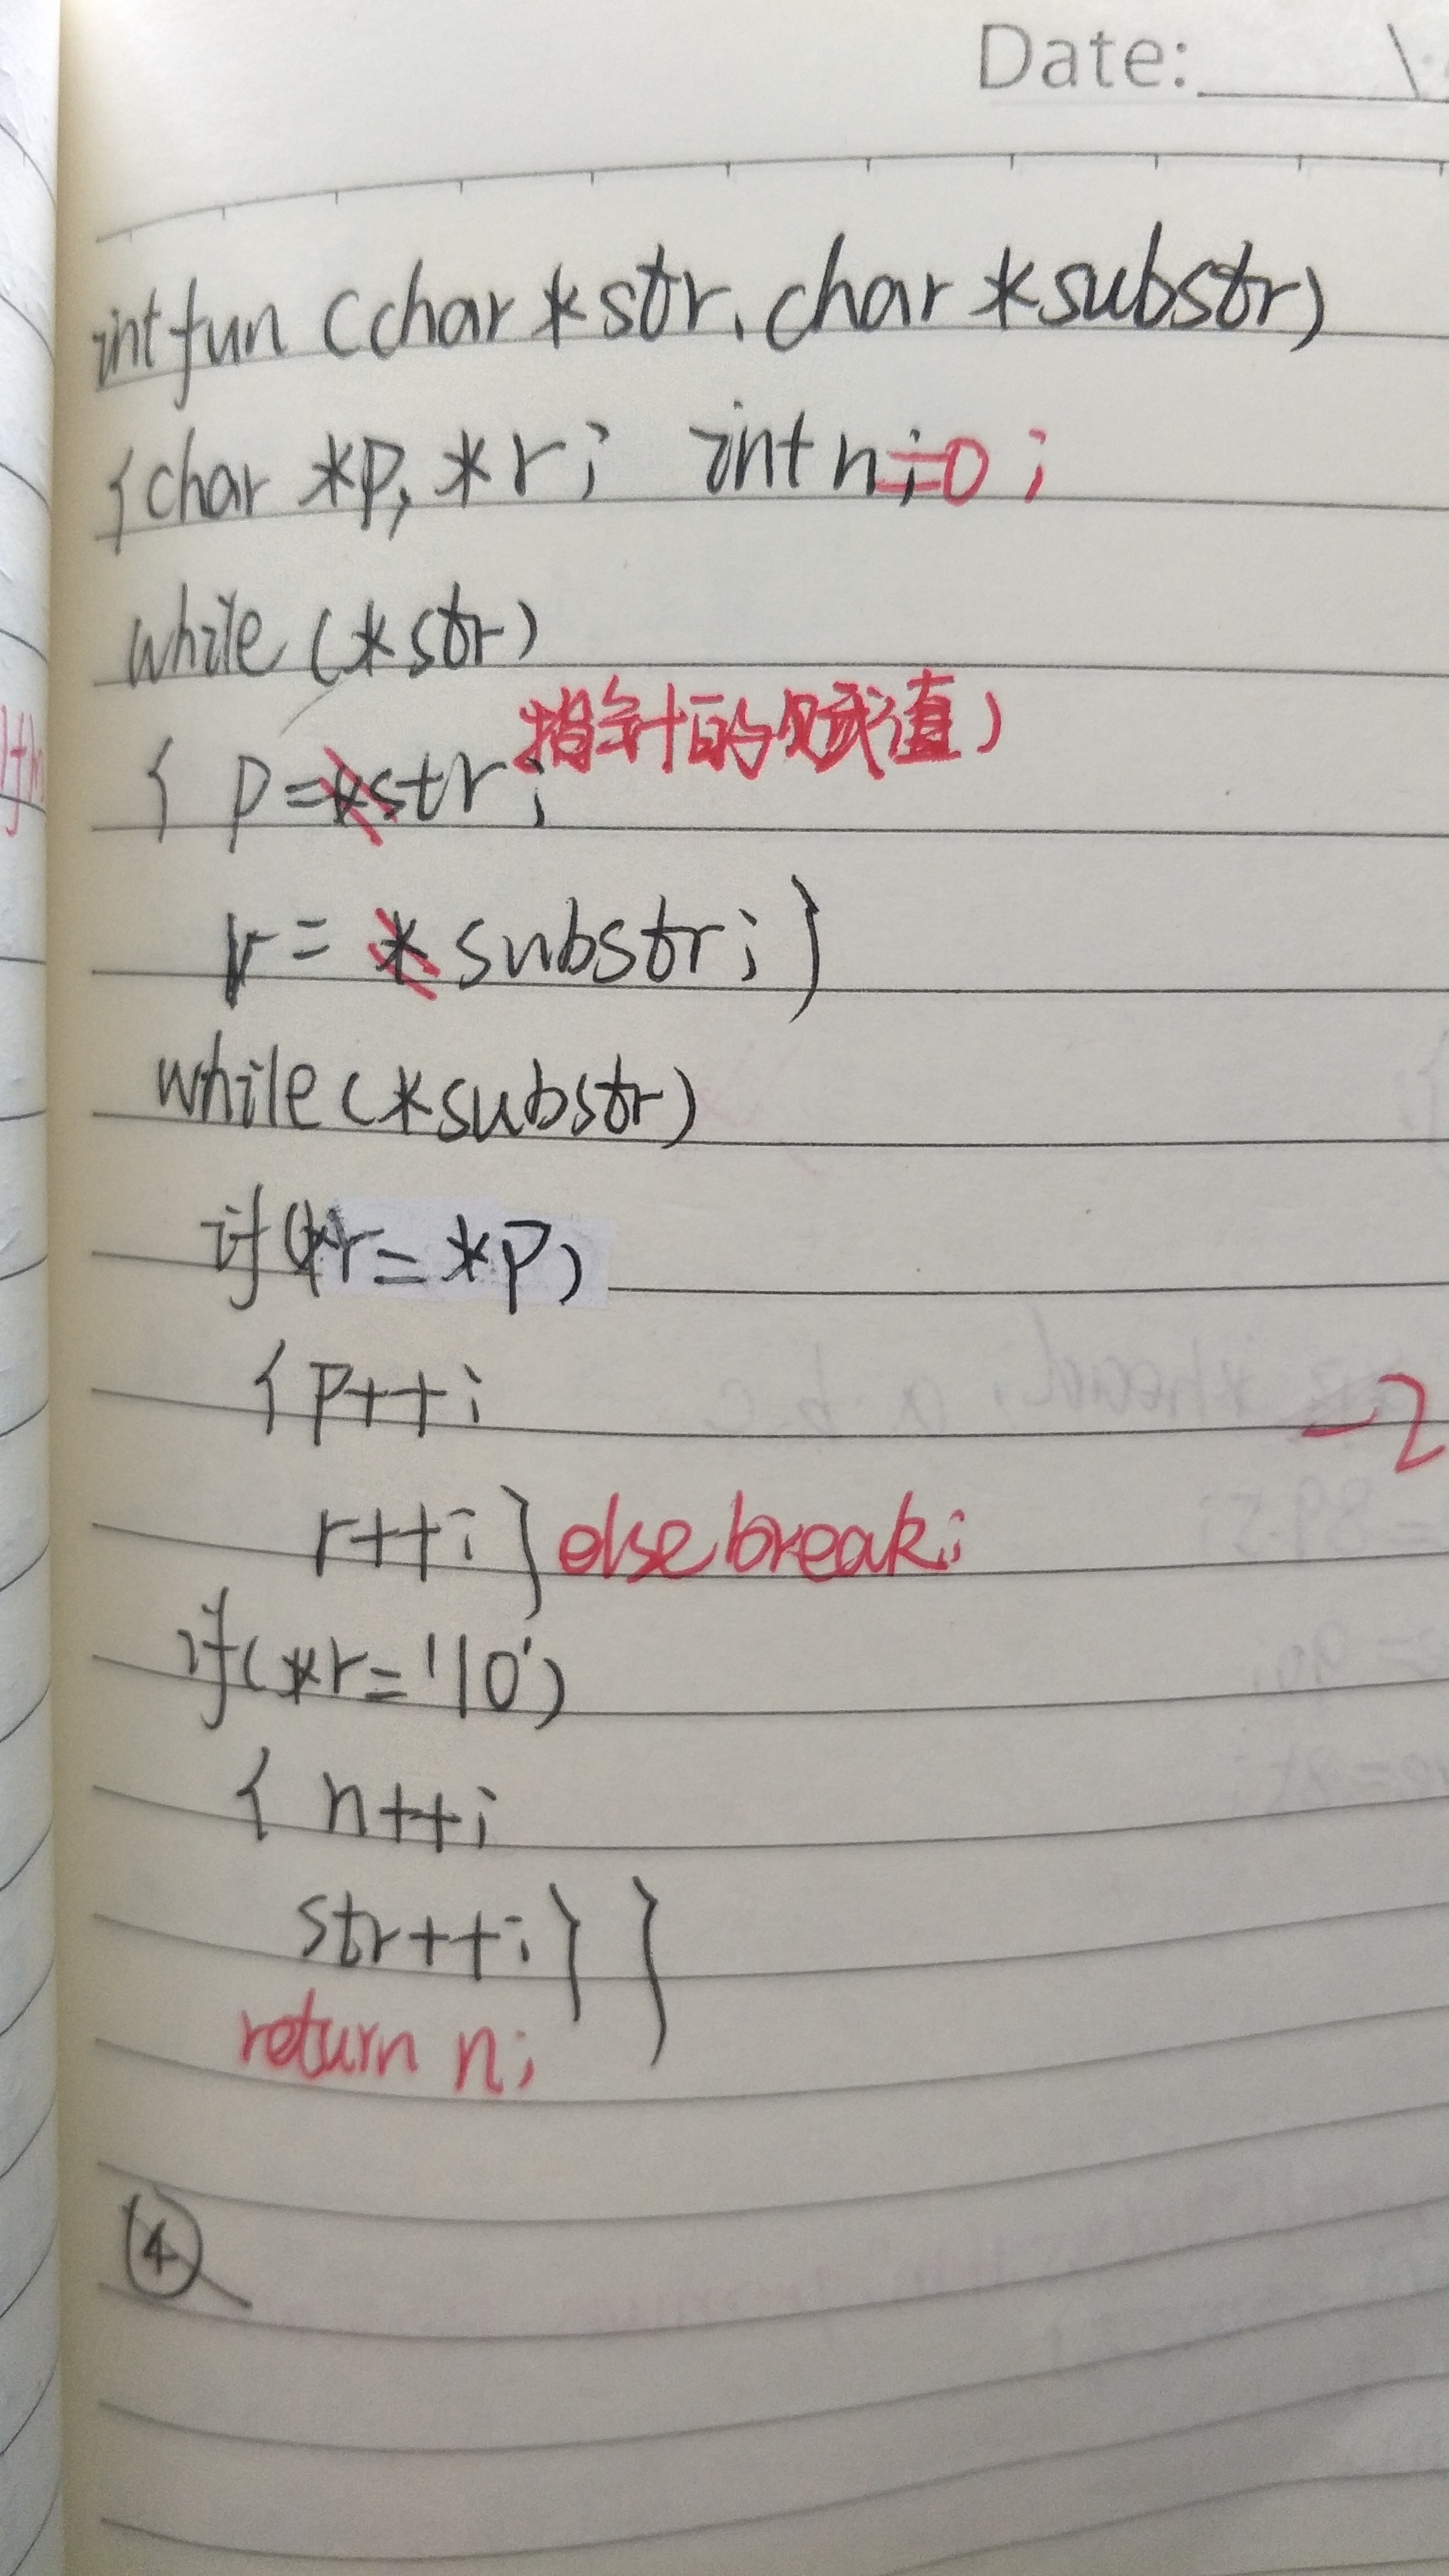 Date:
int fun (char *str, char *substr)
{char *p, *r; int n;=0;
while (*str)
指针的赋值)
{ p=*str;
r= *substr;}
while(*substr)
if(*r=*p)
{p++;
r++;} else break;
-2
if(*r='\0')
{ n++;
str++;} }
return n;
④